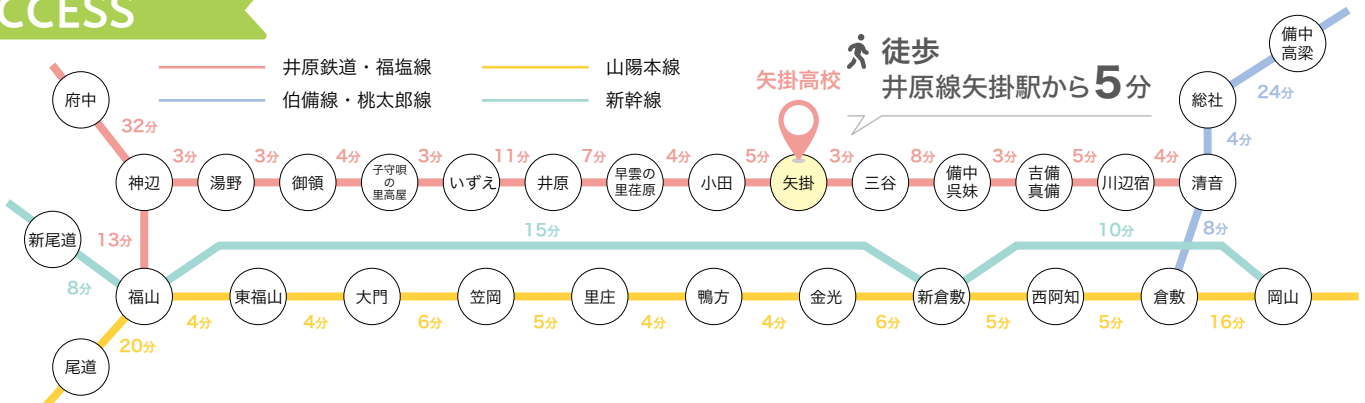 CCESS
井原鉄道・福塩線
山陽本線
伯備線・桃太郎線
新幹線
矢掛高校
徒歩
井原線矢掛駅から5分
備中
高梁
24分
総社
4分
府中
32分
神辺
3分
湯野
3分
御領
4分
子守唄
の
里高屋
3分
いずえ
11分
井原
7分
早雲の
里荏原
4分
小田
5分
矢掛
3分
三谷
8分
備中
呉妹
3分
吉備
真備
5分
川辺宿
4分
清音
8分
13分
新尾道
8分
15分
10分
福山
4分
東福山
4分
大門
6分
笠岡
5分
里庄
4分
鴨方
4分
金光
6分
新倉敷
5分
西阿知
5分
倉敷
16分
岡山
20分
尾道